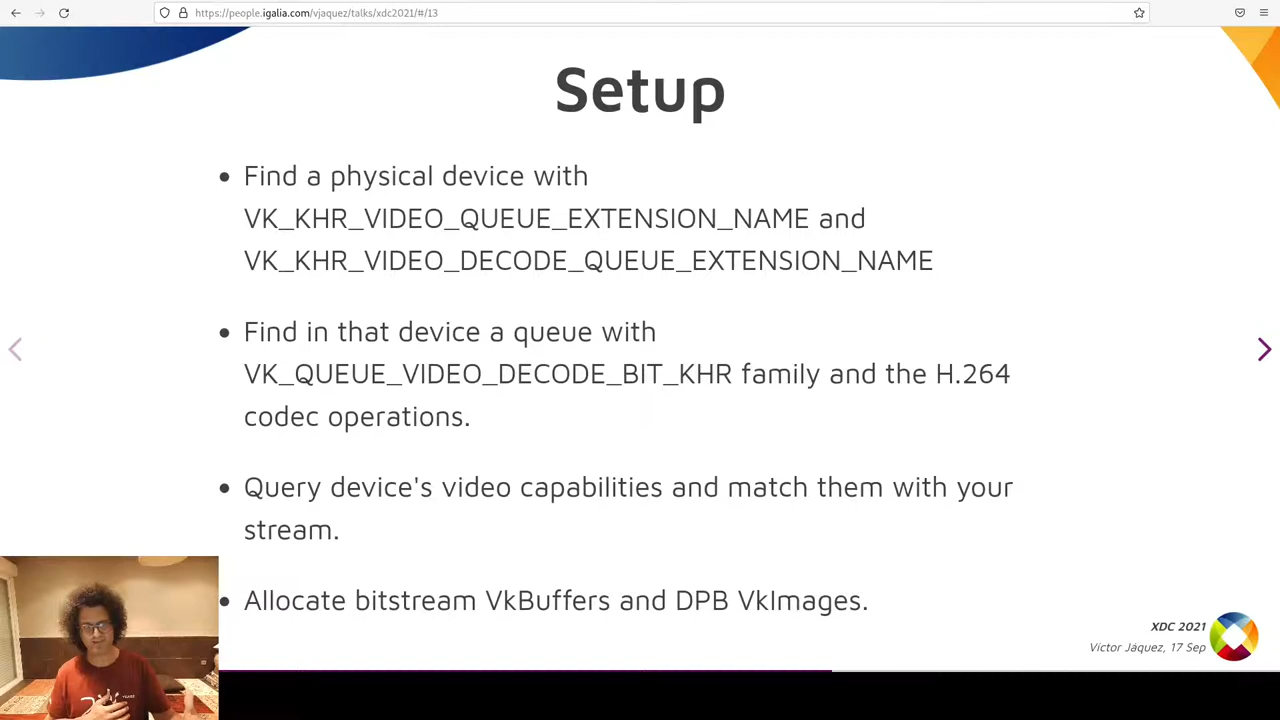 https://people.igalia.com/vjaquez/talks/xdc2021/#/13
Setup
• Find a physical device with
VK_KHR_VIDEO_QUEUE_EXTENSION_NAME and
VK_KHR_VIDEO_DECODE_QUEUE_EXTENSION_NAME
• Find in that device a queue with
VK_QUEUE_VIDEO_DECODE_BIT_KHR family and the H.264
codec operations.
• Query device's video capabilities and match them with your
stream.
• Allocate bitstream VkBuffers and DPB VkImages.
XDC 2021
Víctor Jáquez, 17 Sep